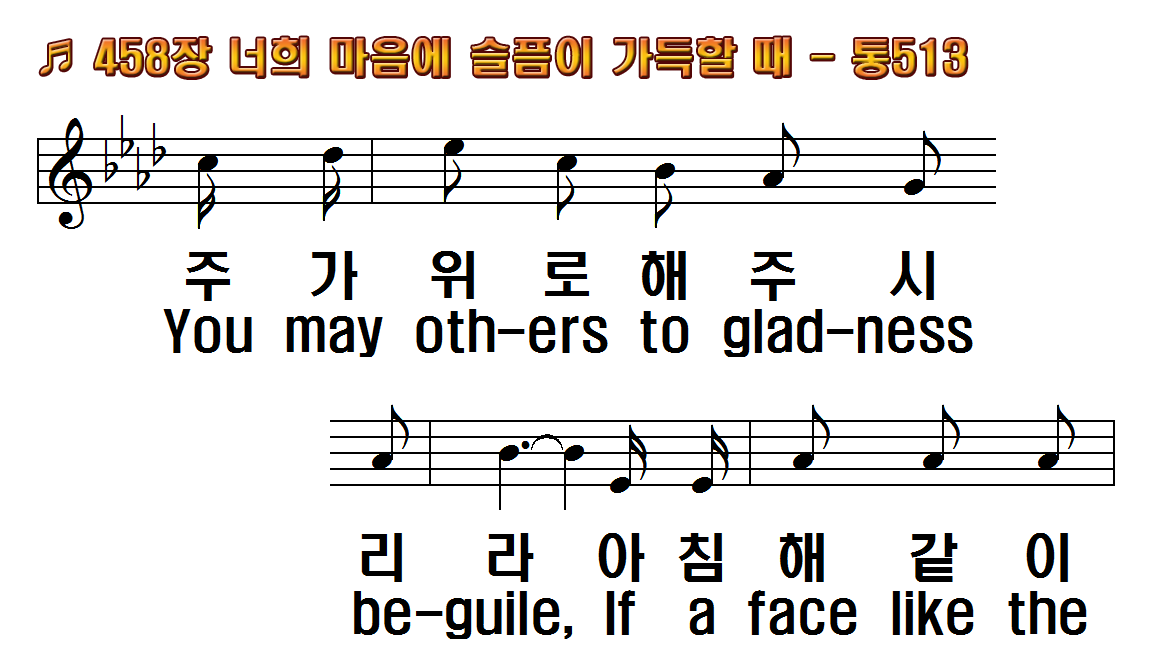 ♬ 458장 너희 마음에 슬픔이 가득할 때 - 통513
주 가 위 로 해 주 시
You may oth-ers to glad-ness
리 라 아 침 해 같 이
be-guile, If a face like the